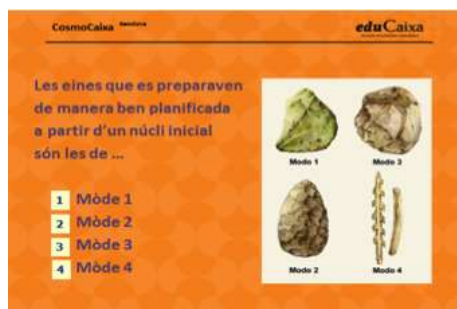 CosmoCaixa
eduCaixa
Les eines que es preparaven
de manera ben planificada
a partir d'un núcli inicial
són les de ...
1 Mòde 1
2 Mòde 2
3 Mòde 3
4 Mòde 4
Modo 1
Modo 3
Modo 2
Modo 4